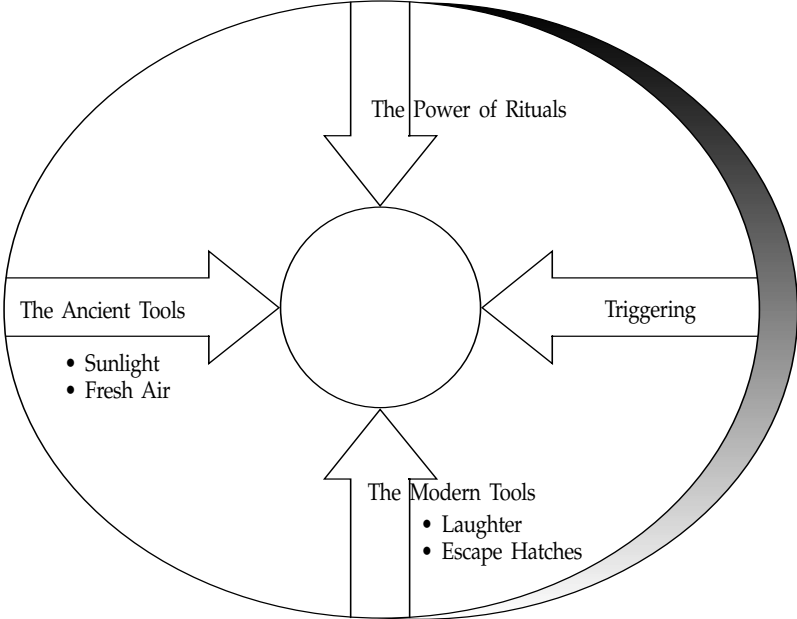 The Power of Rituals
The Ancient Tools
• Sunlight
• Fresh Air
Triggering
The Modern Tools
• Laughter
• Escape Hatches